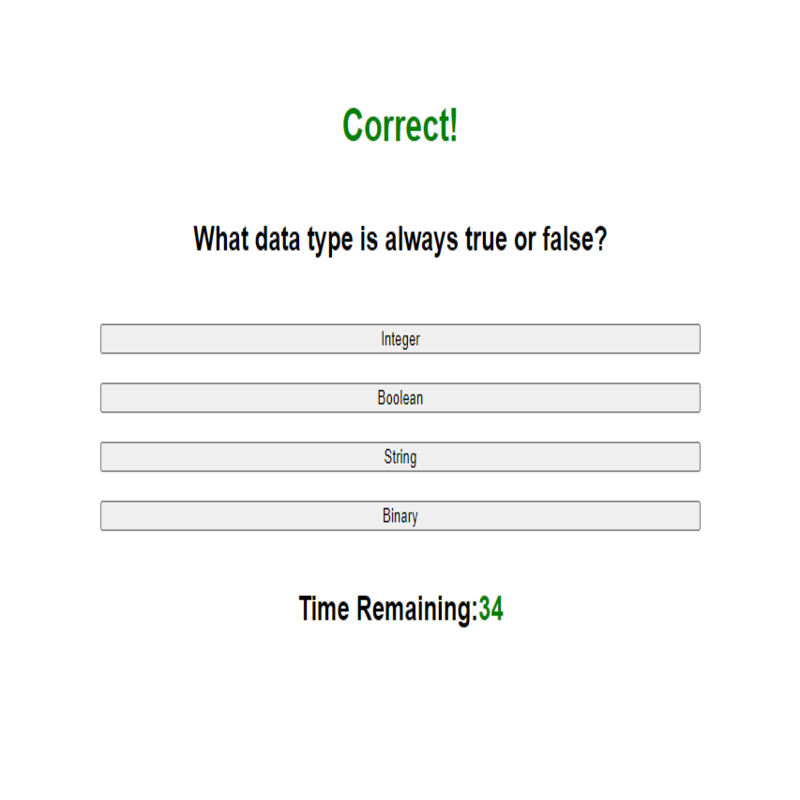 Correct!
What data type is always true or false?
Integer
Boolean
String
Binary
Time Remaining:34